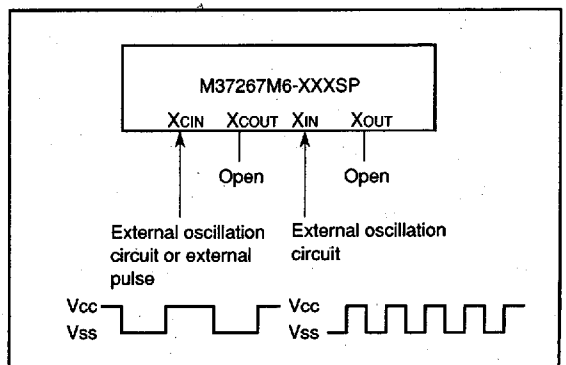 M37267M6-XXXSP
XCIN XCOUT XIN XOUT
Open Open
External oscillation circuit or external pulse
External oscillation circuit
Vcc Vcc
Vss Vss